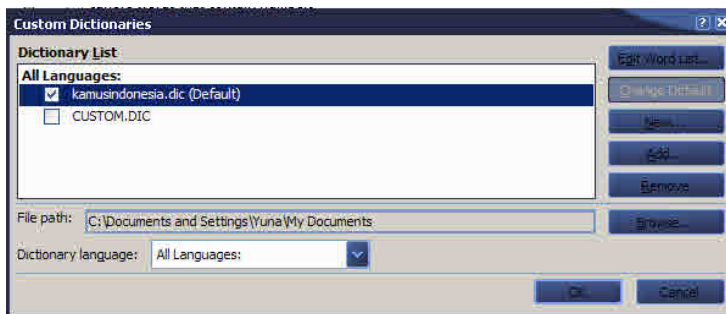 Custom Dictionaries
Dictionary List
All Languages:
kamusindonesia.dic (Default)
CUSTOM.DIC
Edit Word List...
Change Default
New...
Add...
Remove
File path: C:\Documents and Settings\Yuna\My Documents
Browse...
Dictionary language: All Languages:
OK
Cancel